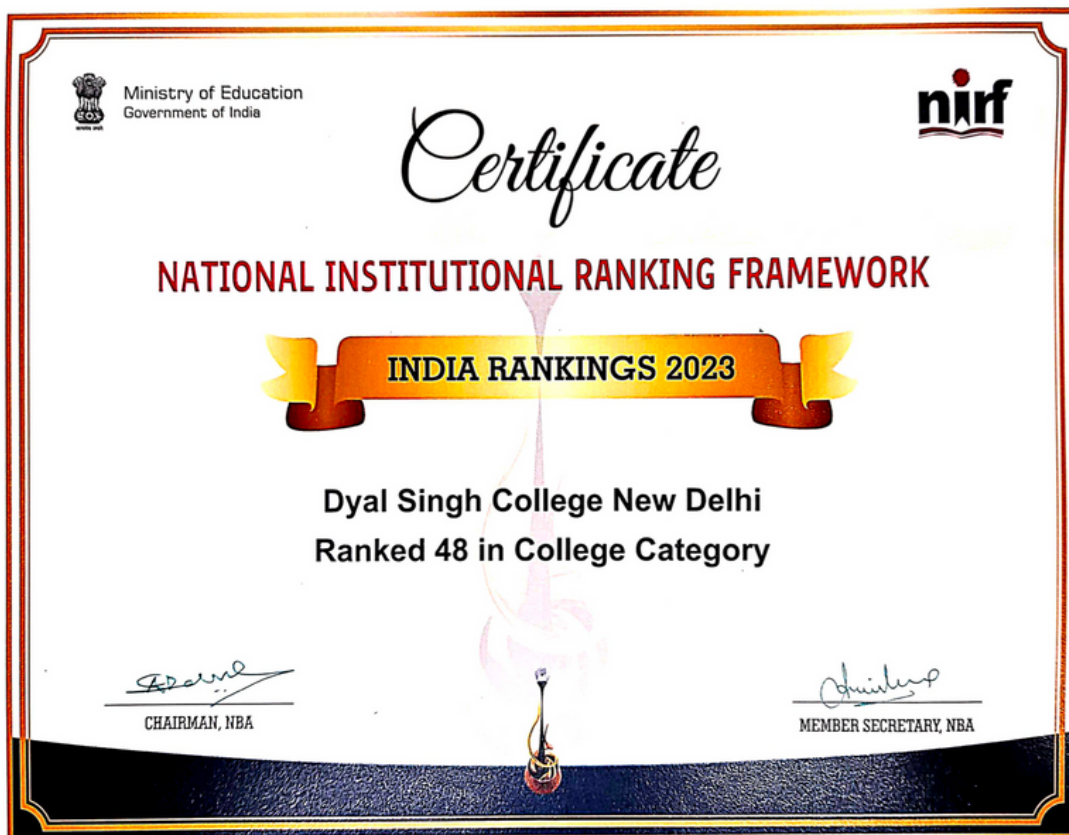 Ministry of Education
Government of India
nirf
Certificate
NATIONAL INSTITUTIONAL RANKING FRAMEWORK
INDIA RANKINGS 2023
Dyal Singh College New Delhi
Ranked 48 in College Category
CHAIRMAN, NBA
MEMBER SECRETARY, NBA